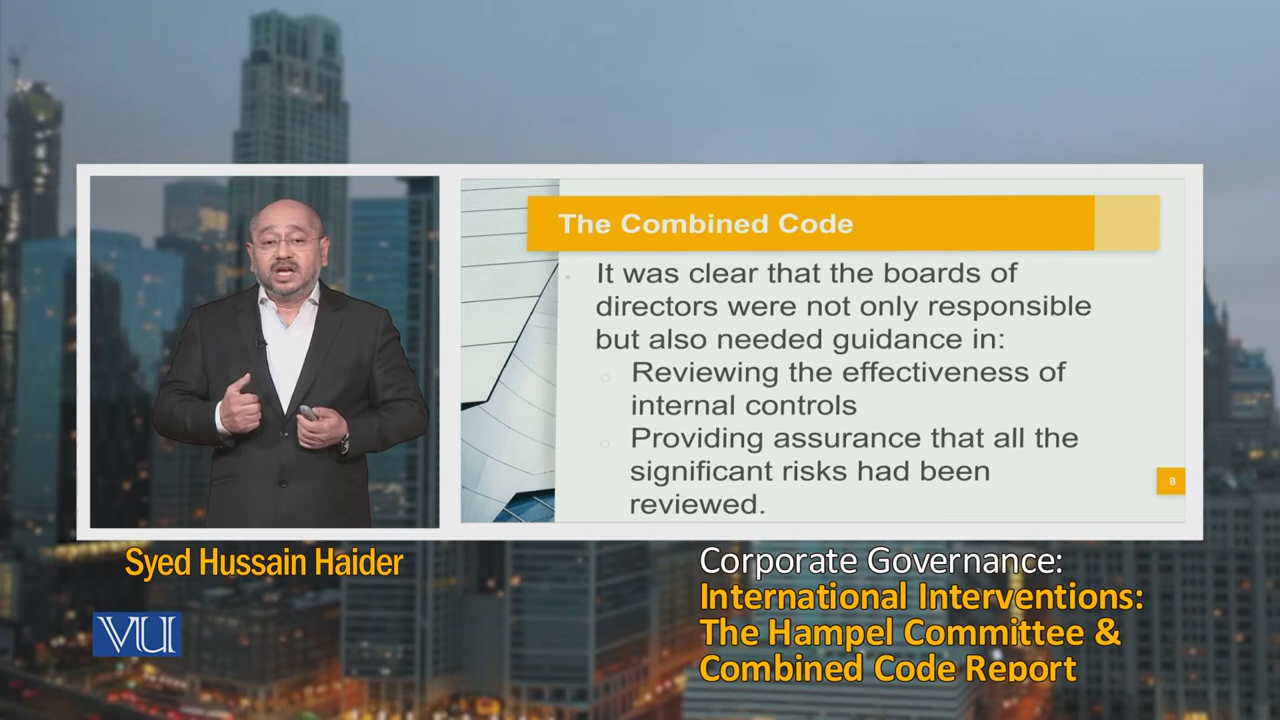 The Combined Code
It was clear that the boards of
directors were not only responsible
but also needed guidance in:
Reviewing the effectiveness of
internal controls
Providing assurance that all the
significant risks had been
reviewed.
8
Syed Hussain Haider
VU
Corporate Governance:
International Interventions:
The Hampel Committee &
Combined Code Report